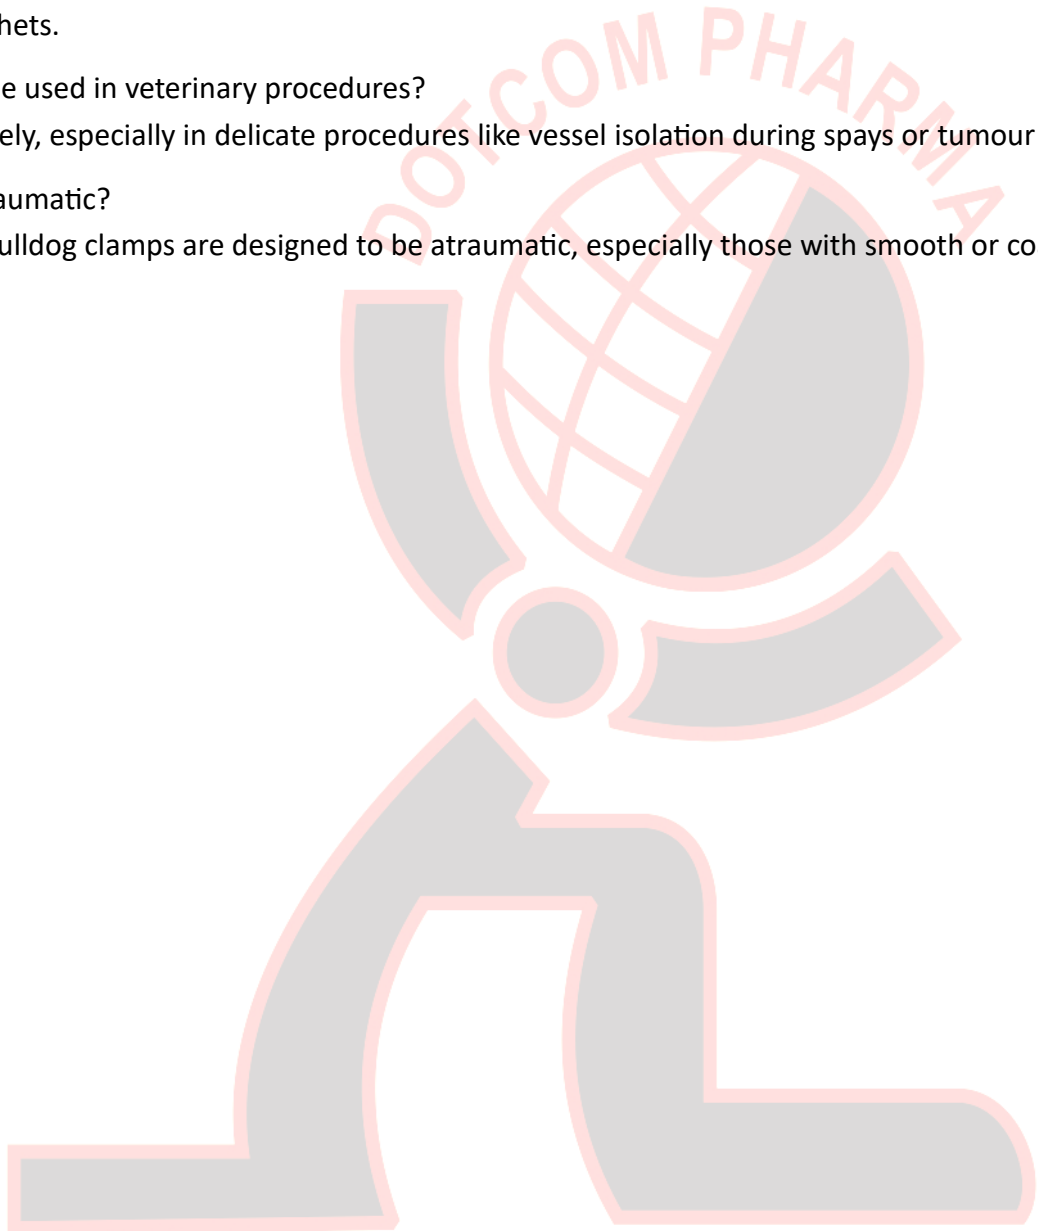 hets.
e used in veterinary procedures?
ely, especially in delicate procedures like vessel isolation during spays or tumour
aumatic?
ulldog clamps are designed to be atraumatic, especially those with smooth or co
DOTCOM PHARMA